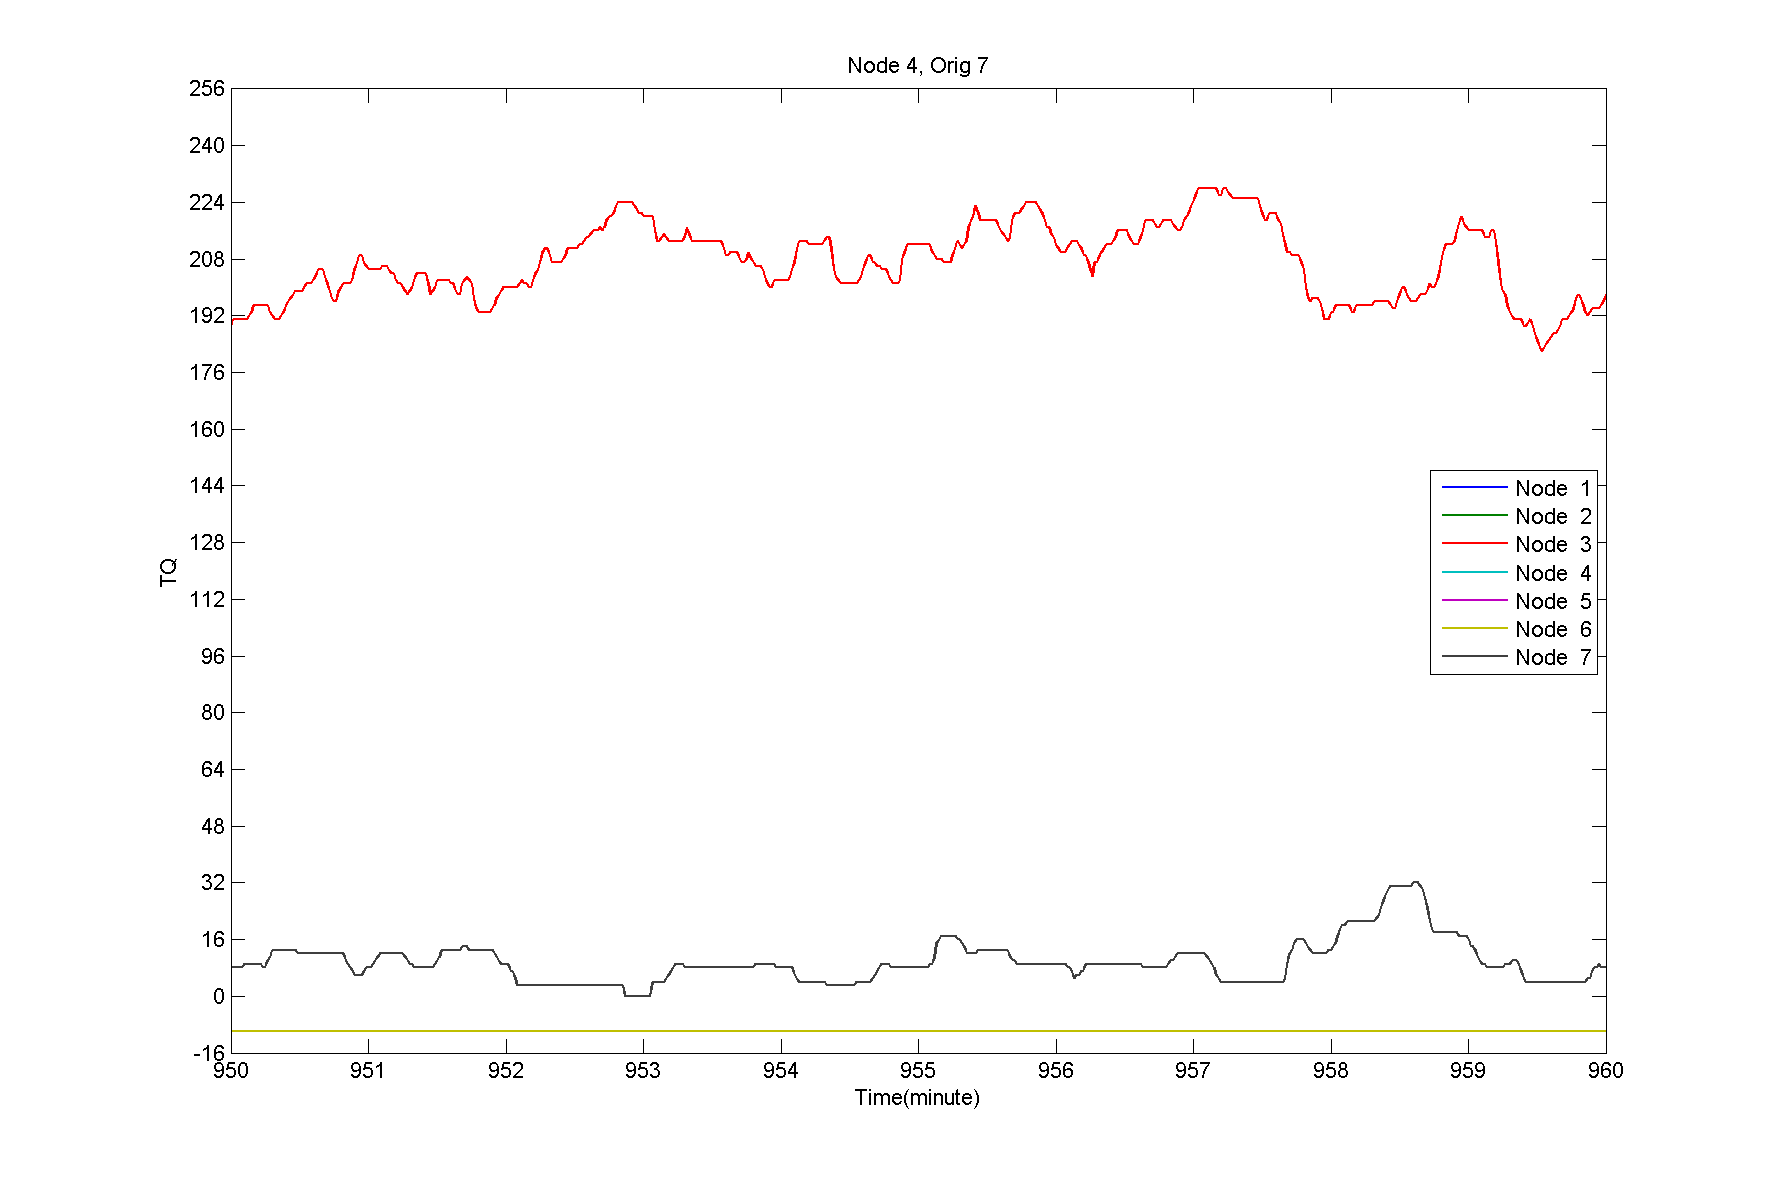 Node 4, Orig 7
256
240
224
208
192
176
160
144
128
112
96
80
64
48
32
16
0
-16
TQ
Node 1
Node 2
Node 3
Node 4
Node 5
Node 6
Node 7
950 951 952 953 954 955 956 957 958 959 960
Time(minute)